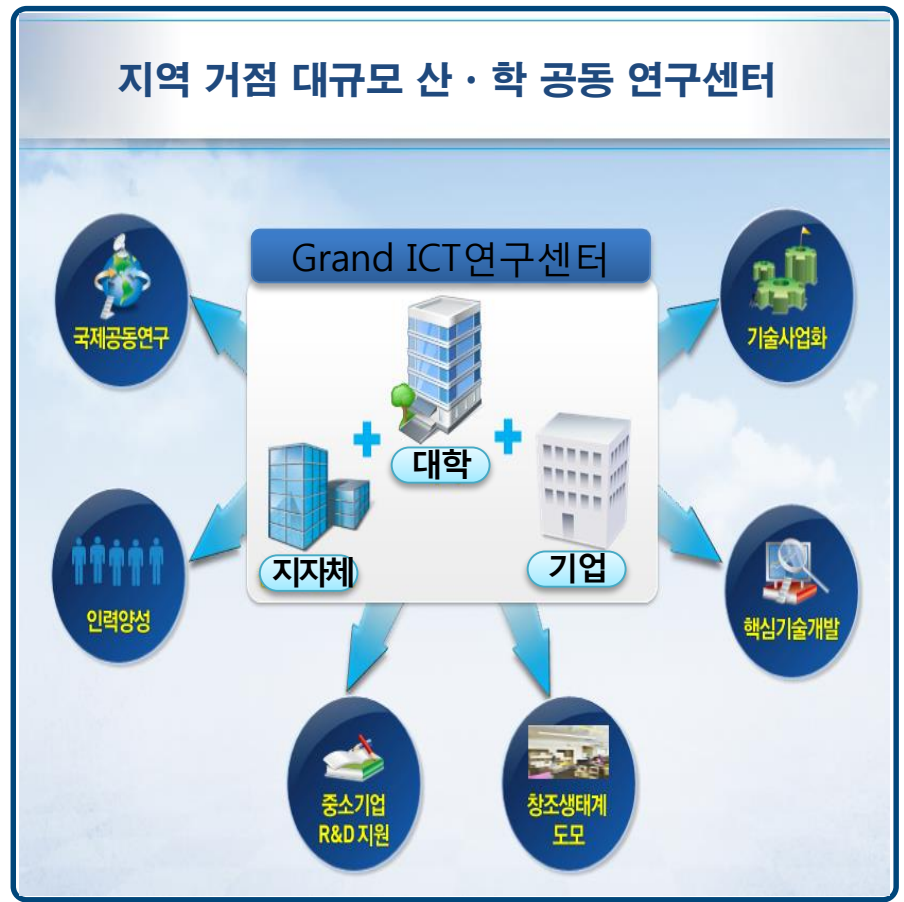 지역 거점 대규모 산 · 학 공동 연구센터
Grand ICT연구센터
국제공동연구
기술사업화
대학
지자체
기업
인력양성
핵심기술개발
중소기업
R&D 지원
창조생태계
도모